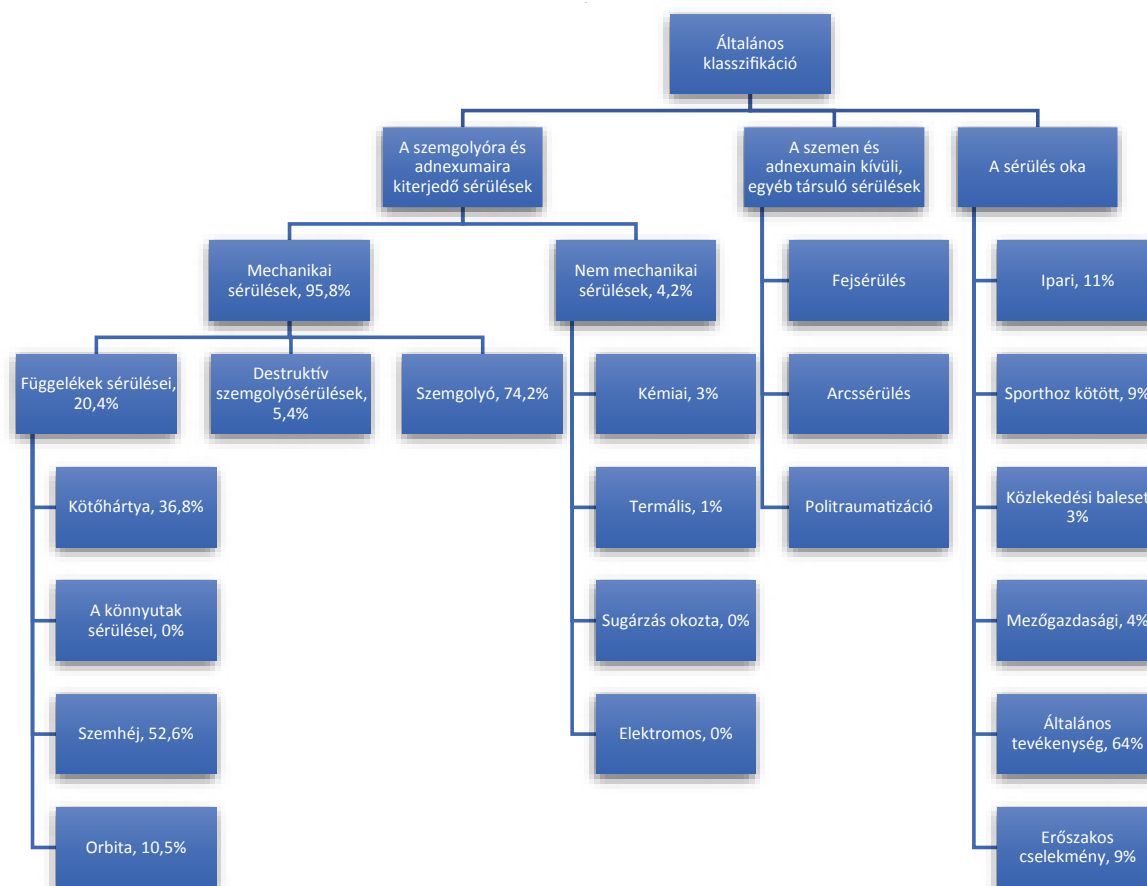 Általános
klasszifikáció
A szemgolyóra és
adnexumaira
kiterjedő sérülések
A szemen és
adnexumain kívüli,
egyéb társuló sérülések
A sérülés oka
Mechanikai
sérülések, 95,8%
Nem mechanikai
sérülések, 4,2%
Fejsérülés
Ipari, 11%
Függelékek sérülései,
20,4%
Destruktív
szemgolyósérülések,
5,4%
Szemgolyó, 74,2%
Kémiai, 3%
Arcssérülés
Sporthoz kötött, 9%
Kötőhártya, 36,8%
Termális, 1%
Politraumatizáció
Közlekedési baleset,
3%
A könnyutak
sérülései, 0%
Sugárzás okozta, 0%
Mezőgazdasági, 4%
Szemhéj, 52,6%
Elektromos, 0%
Általános
tevékenység, 64%
Orbita, 10,5%
Erőszakos
cselekmény, 9%